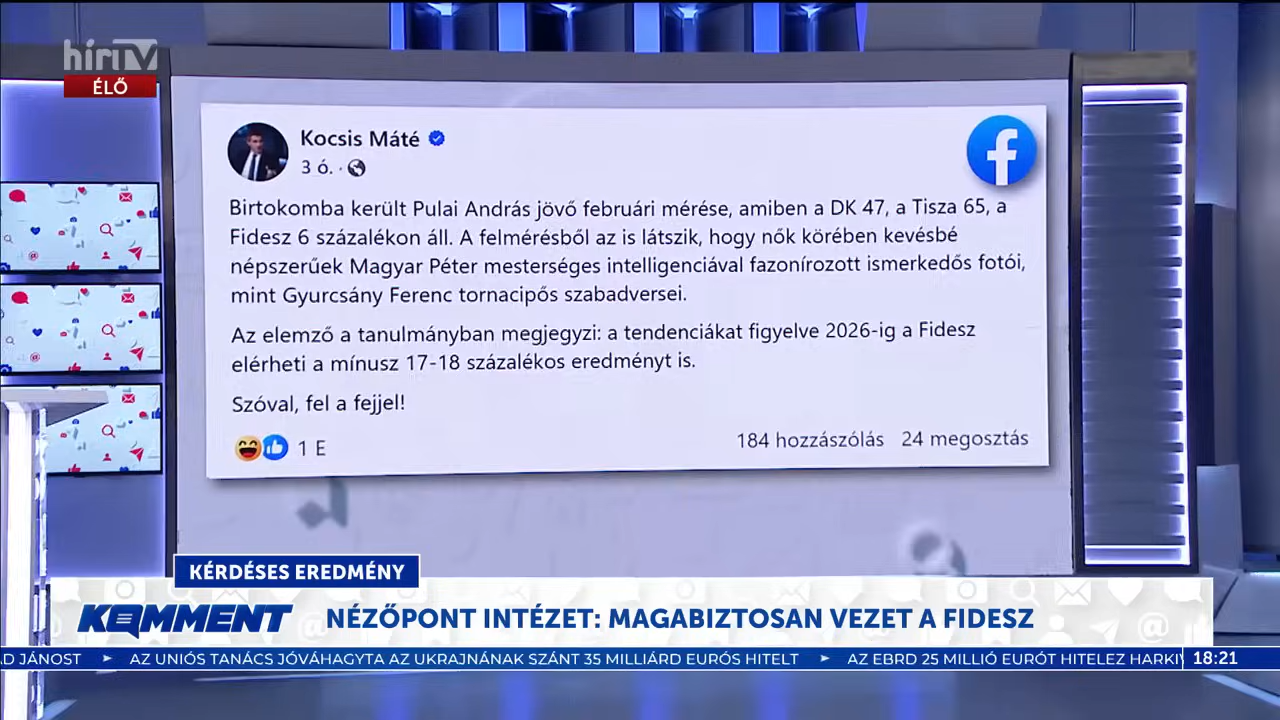 hírTV
ÉLŐ
Kocsis Máté
3 ó.
Birtokomba került Pulai András jövő februári mérése, amiben a DK 47, a Tisza 65, a
Fidesz 6 százalékon áll. A felmérésből az is látszik, hogy nők körében kevésbé
népszerűek Magyar Péter mesterséges intelligenciával fazonírozott ismerkedős fotói,
mint Gyurcsány Ferenc tornacipős szabadversei.
Az elemző a tanulmányban megjegyzi: a tendenciákat figyelve 2026-ig a Fidesz
elérheti a mínusz 17-18 százalékos eredményt is.
Szóval, fel a fejjel!
1 E
184 hozzászólás 24 megosztás
KÉRDÉSES EREDMÉNY
KOMMENT
NÉZŐPONT INTÉZET: MAGABIZTOSAN VEZET A FIDESZ
D JÁNOST ► AZ UNIÓS TANÁCS JÓVÁHAGYTA AZ UKRAJNÁNAK SZÁNT 35 MILLIÁRD EURÓS HITELT ► AZ EBRD 25 MILLIÓ EURÓT HITELEZ HARKIV
18:21